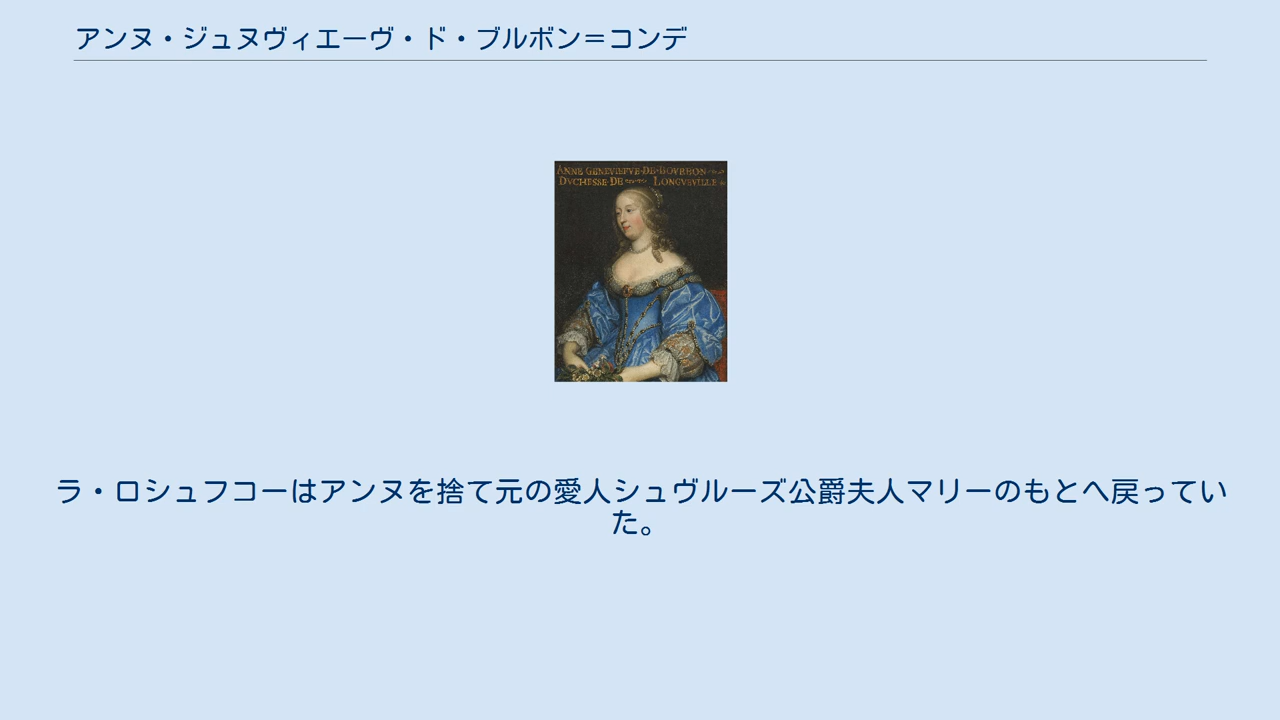 アンヌ・ジュヌヴィエーヴ・ド・ブルボン＝コンデ
ANNE GENEVIEFVE·DE·BOVRBON
DVCHESSE·DE LONGVEVILLE
ラ・ロシュフコーはアンヌを捨て元の愛人シュヴルーズ公爵夫人マリーのもとへ戻ってい
た。